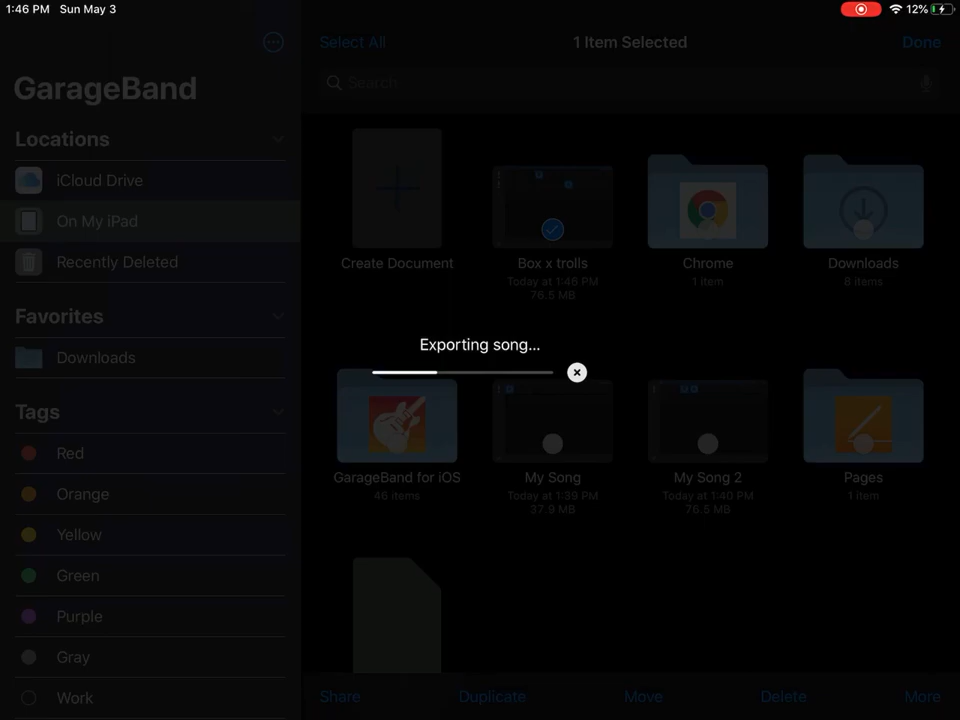 1:46 PM Sun May 3
12%
GarageBand
Locations
iCloud Drive
On My iPad
Recently Deleted
Favorites
Downloads
Tags
Red
Orange
Yellow
Green
Purple
Gray
Work
Select All
1 Item Selected
Done
Search
Create Document
Box x trolls
Today at 1:46 PM
76.5 MB
Chrome
1 item
Downloads
8 items
Exporting song...
GarageBand for iOS
46 items
My Song
Today at 1:39 PM
37.9 MB
My Song 2
Today at 1:40 PM
76.5 MB
Pages
1 item
Share
Duplicate
Move
Delete
More